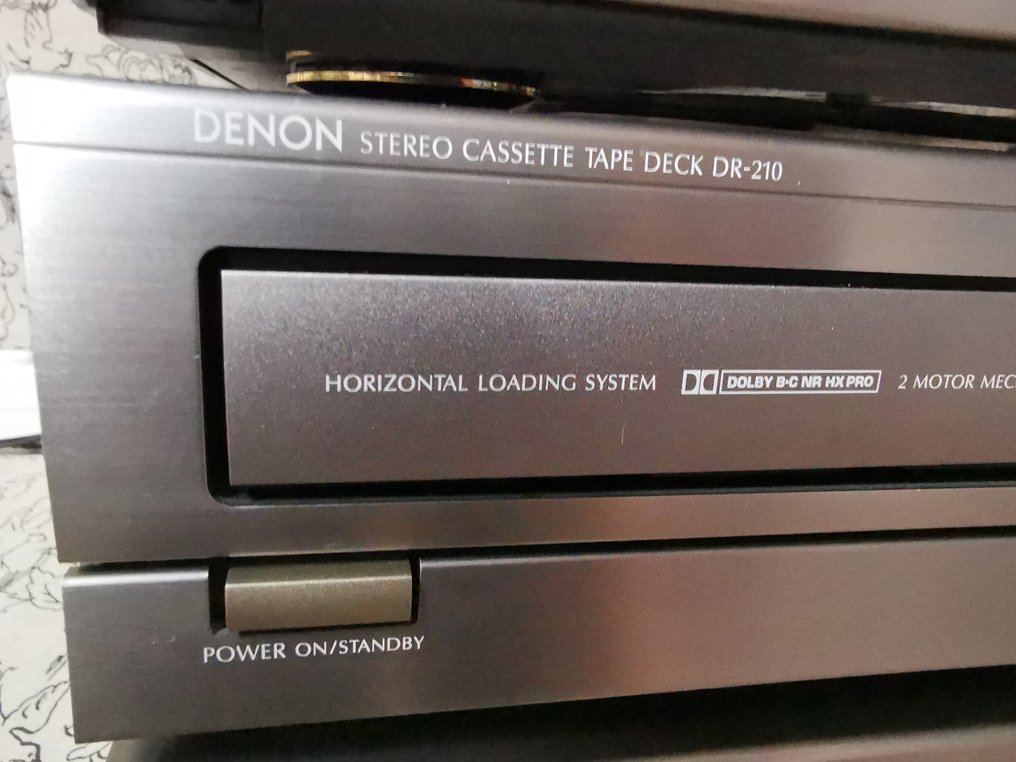 DENON STEREO CASSETTE TAPE DECK DR-210
HORIZONTAL LOADING SYSTEM DOLBY B·C NR HX PRO 2 MOTOR MEC
POWER ON/STANDBY